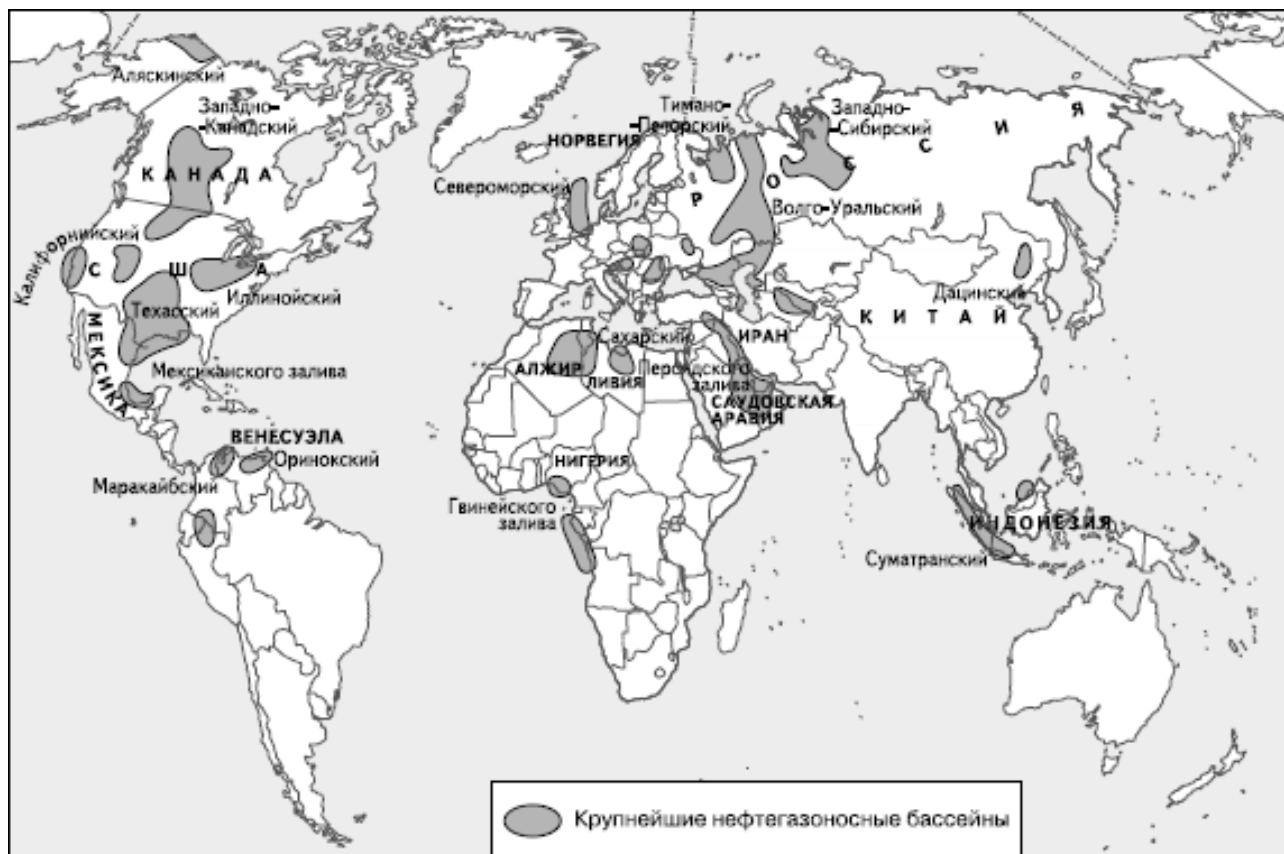 Аляскинский
Западно-
Канадский
КАНАДА
Калифорнийский
США
Иллинойский
Техасский
МЕКСИКА
Мексиканского залива
ВЕНЕСУЭЛА
Оринокский
Маракайбский
НОРВЕГИЯ
Североморский
Тимано-
Печорский
Западно-
Сибирский
РОССИЯ
Волго-Уральский
Дацинский
КИТАЙ
Сахарский
ИРАН
АЛЖИР
ЛИВИЯ
Персидского
залива
САУДОВСКАЯ
АРАВИЯ
НИГЕРИЯ
Гвинейского
залива
ИНДОНЕЗИЯ
Суматранский
Крупнейшие нефтегазоносные бассейны